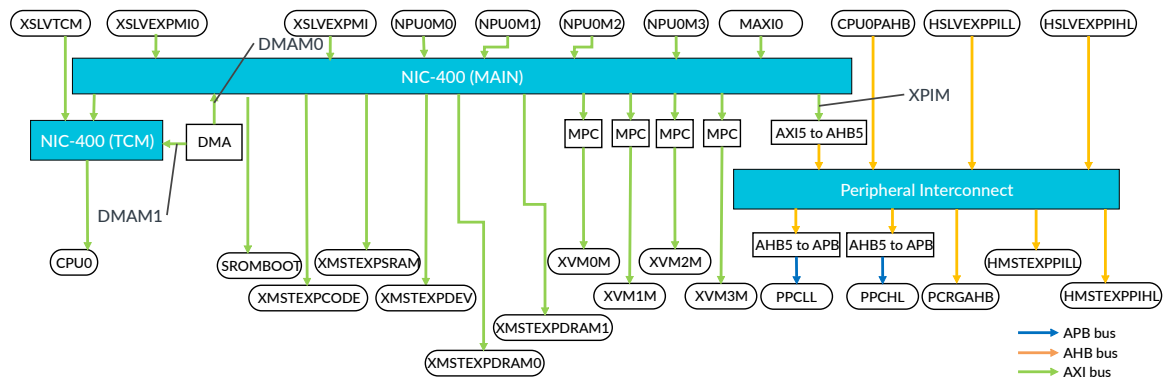 XSLVTCM
XSLVEXPMI0
XSLVEXPMI
NPU0M0
NPU0M1
NPU0M2
NPU0M3
MAXI0
CPU0PAHB
HSLVEXPPILL
HSLVEXPPIHL
DMAM0
NIC-400 (MAIN)
XPIM
NIC-400 (TCM)
DMA
MPC
MPC
MPC
MPC
AXI5 to AHB5
DMAM1
Peripheral Interconnect
AHB5 to APB
AHB5 to APB
CPU0
SROMBOOT
XMSTEXPSRAM
XVM0M
XVM2M
HMSTEXPPILL
XMSTEXPCODE
XMSTEXPDEV
XVM1M
XVM3M
PPCLL
PPCHL
PCRGAHB
HMSTEXPPIHL
XMSTEXPDRAM1
XMSTEXPDRAM0
APB bus
AHB bus
AXI bus